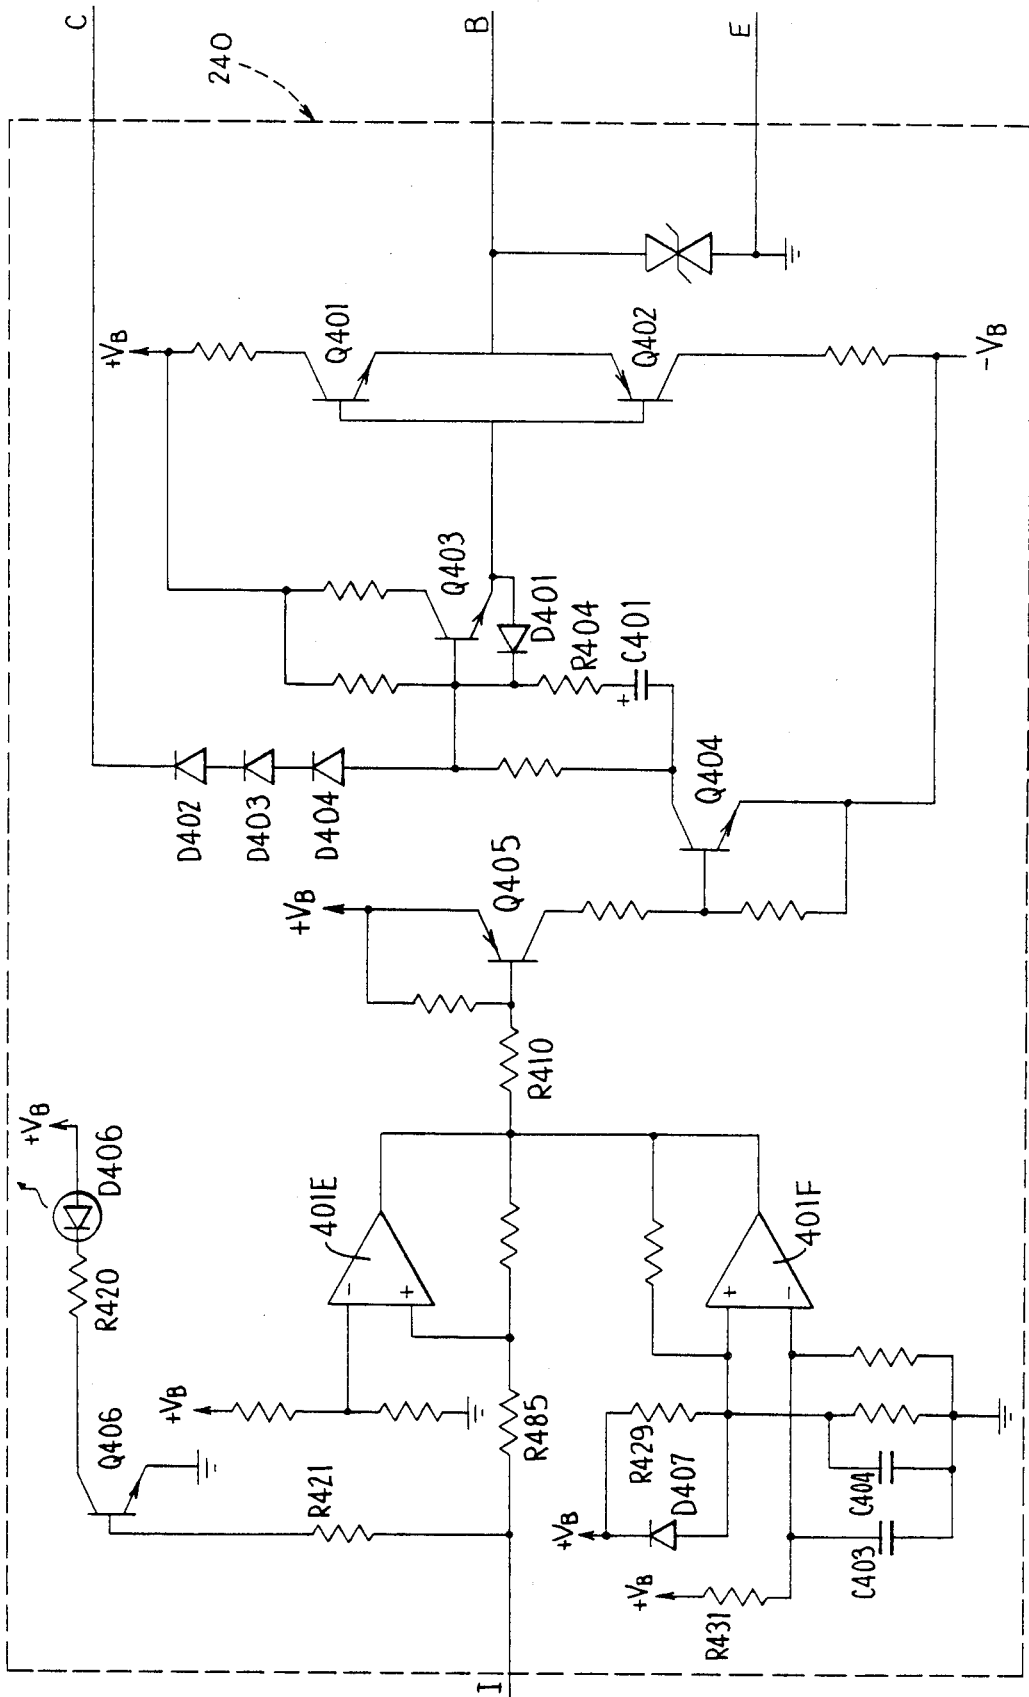 C
B
E
240
+VB
Q401
Q402
-VB
Q403
D401
R404
C401
D402
D403
D404
Q404
+VB
Q405
R410
+VB
D406
R420
Q406
401E
-
+
+VB
R421
R485
401F
+
-
R429
D407
+VB
C404
C403
+VB
R431
I